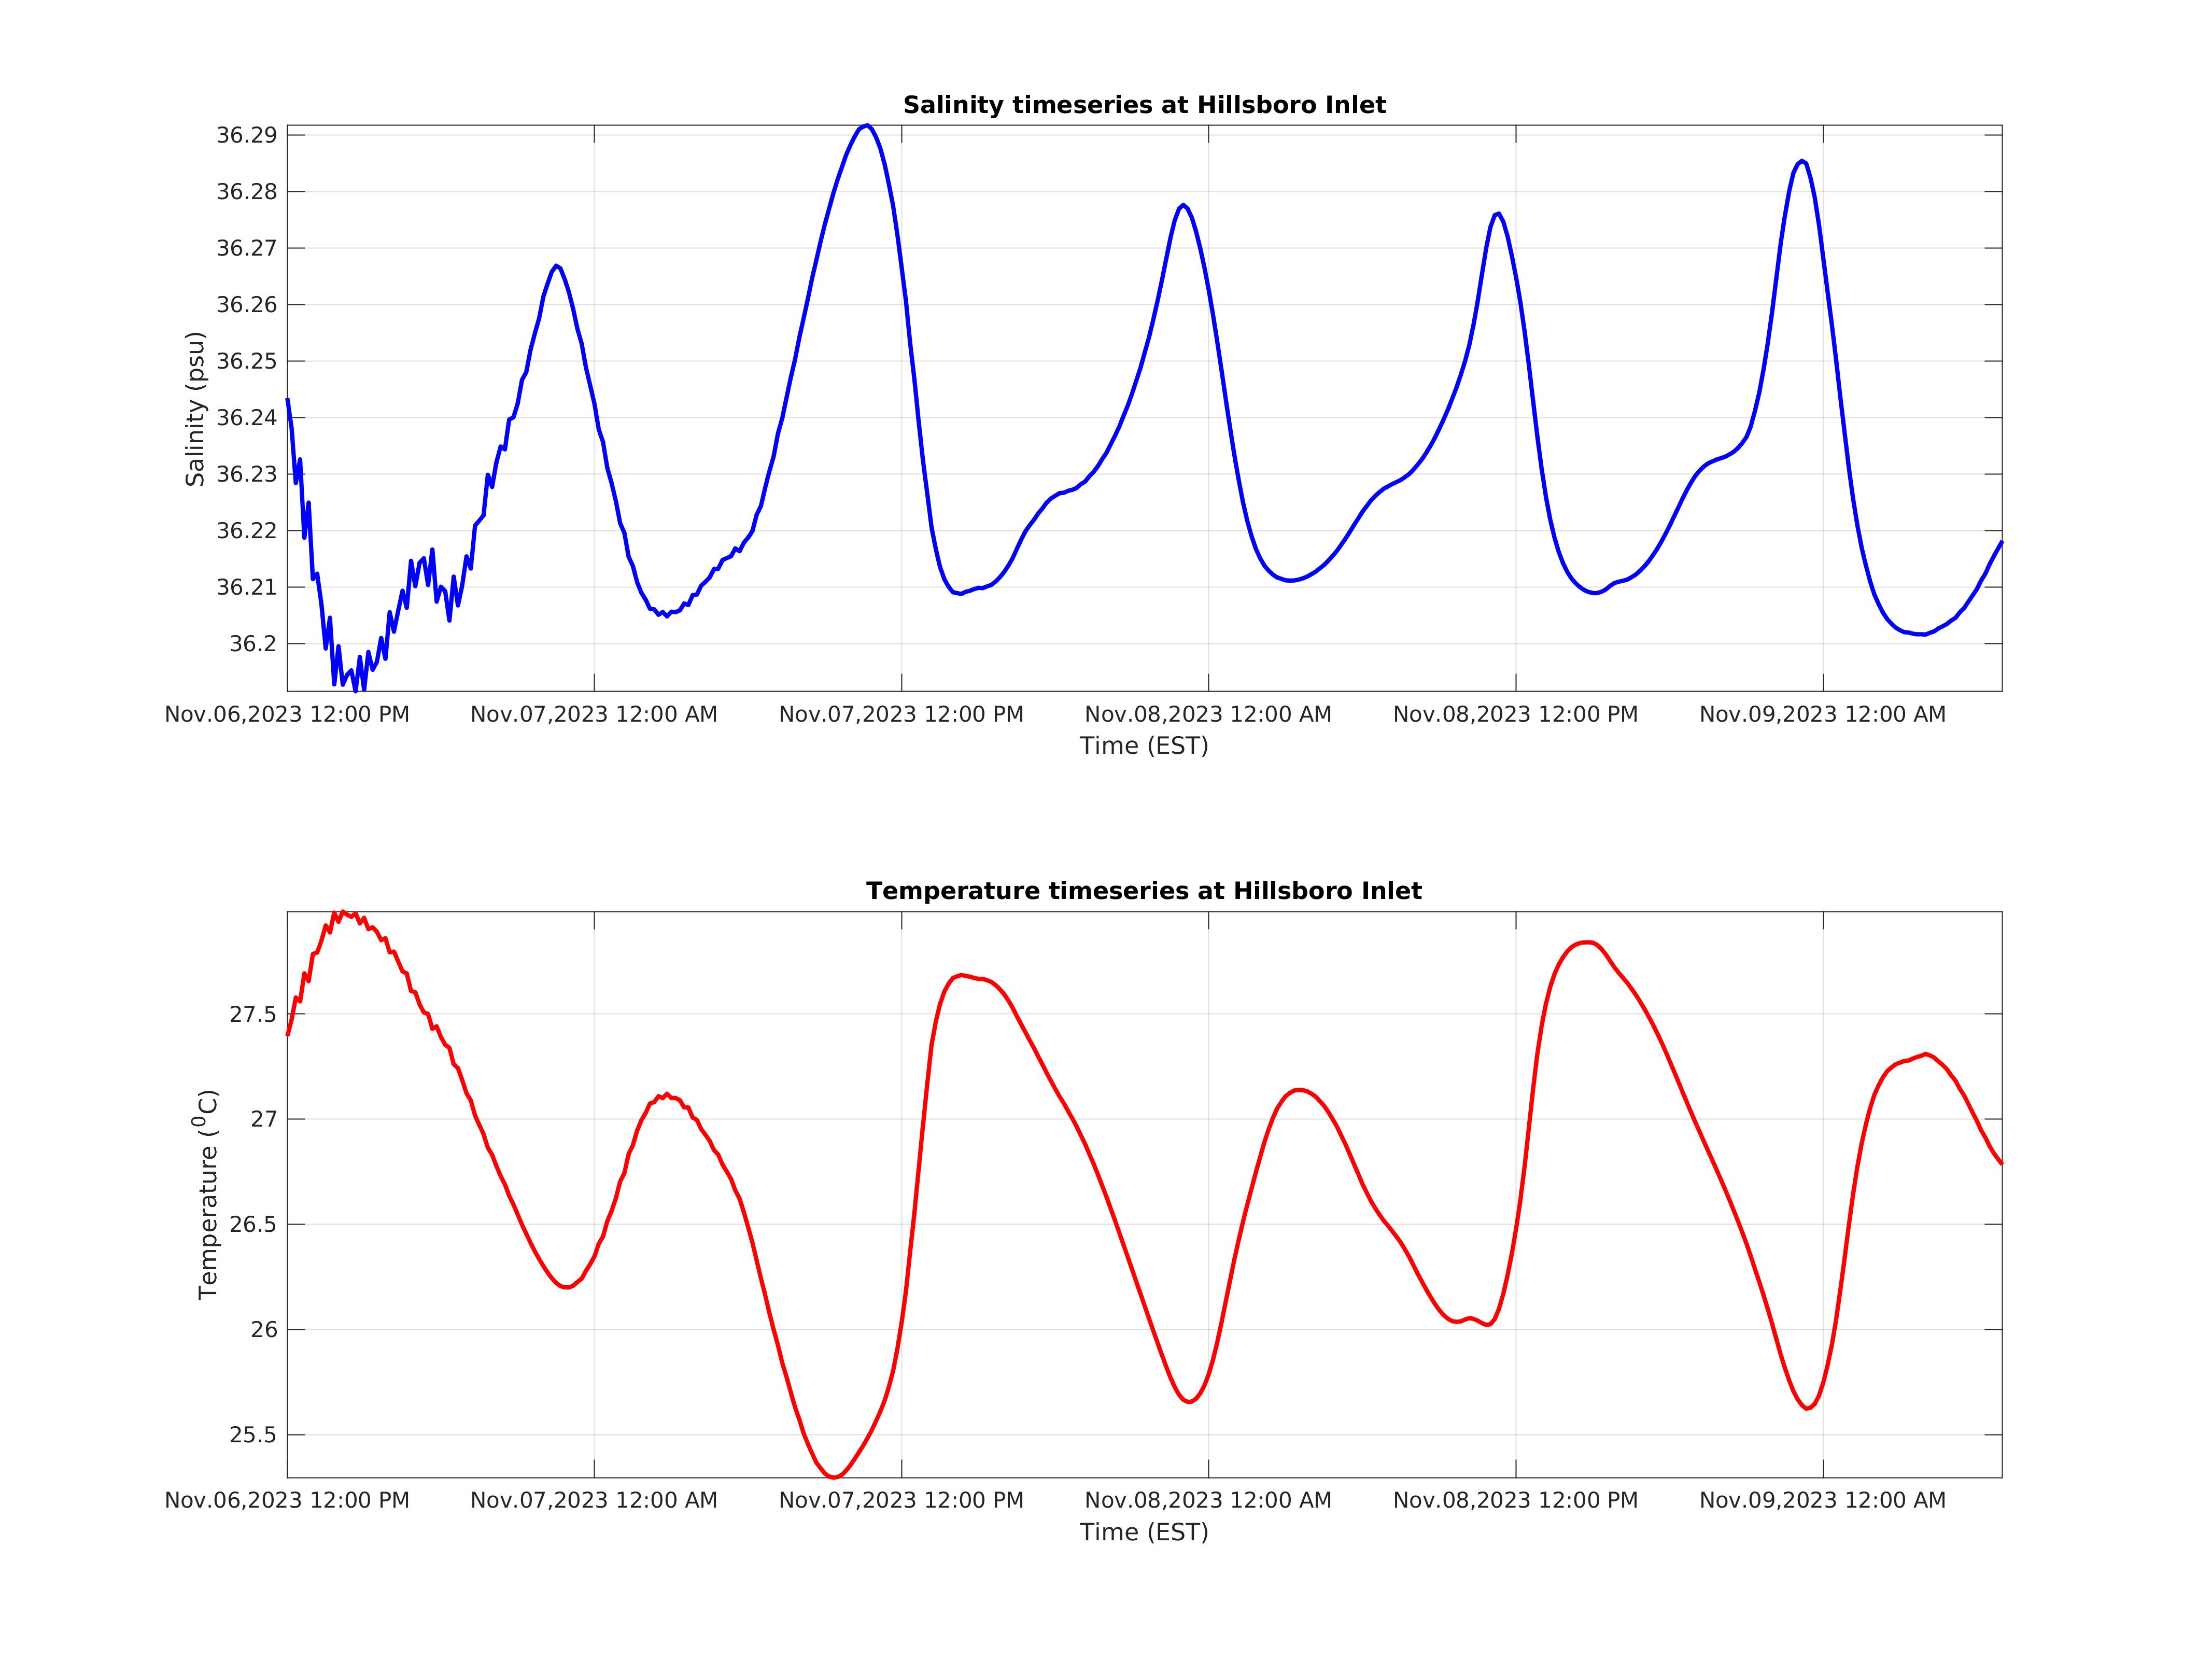 Salinity timeseries at Hillsboro Inlet
36.29
36.28
36.27
36.26
36.25
36.24
36.23
36.22
36.21
36.2
Salinity (psu)
Nov.06,2023 12:00 PM Nov.07,2023 12:00 AM Nov.07,2023 12:00 PM Nov.08,2023 12:00 AM Nov.08,2023 12:00 PM Nov.09,2023 12:00 AM
Time (EST)
Temperature timeseries at Hillsboro Inlet
27.5
27
26.5
26
25.5
Temperature (⁰C)
Nov.06,2023 12:00 PM Nov.07,2023 12:00 AM Nov.07,2023 12:00 PM Nov.08,2023 12:00 AM Nov.08,2023 12:00 PM Nov.09,2023 12:00 AM
Time (EST)